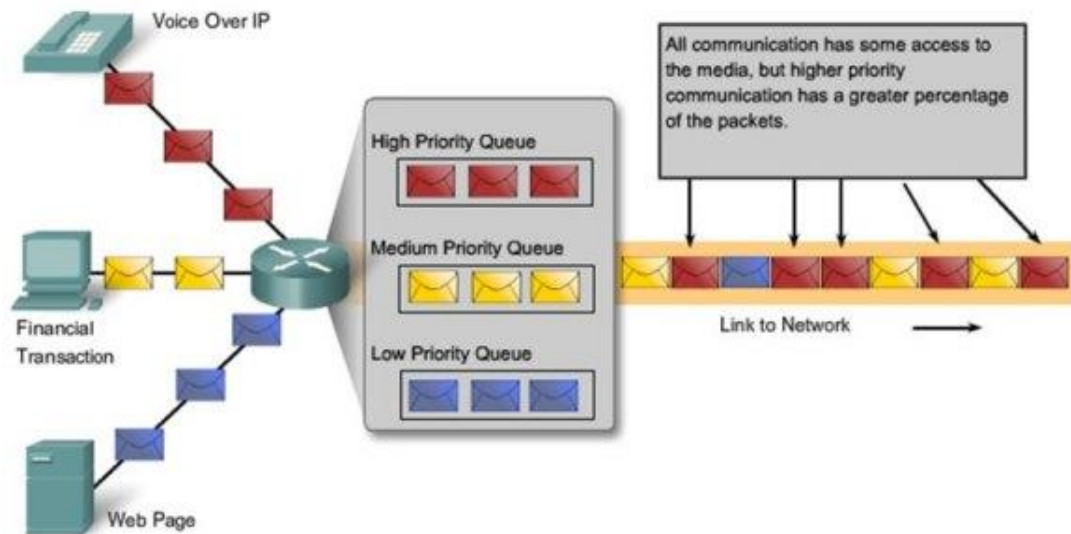 Voice Over IP
All communication has some access to
the media, but higher priority
communication has a greater percentage
of the packets.
High Priority Queue
Medium Priority Queue
Financial
Transaction
Link to Network
Low Priority Queue
Web Page